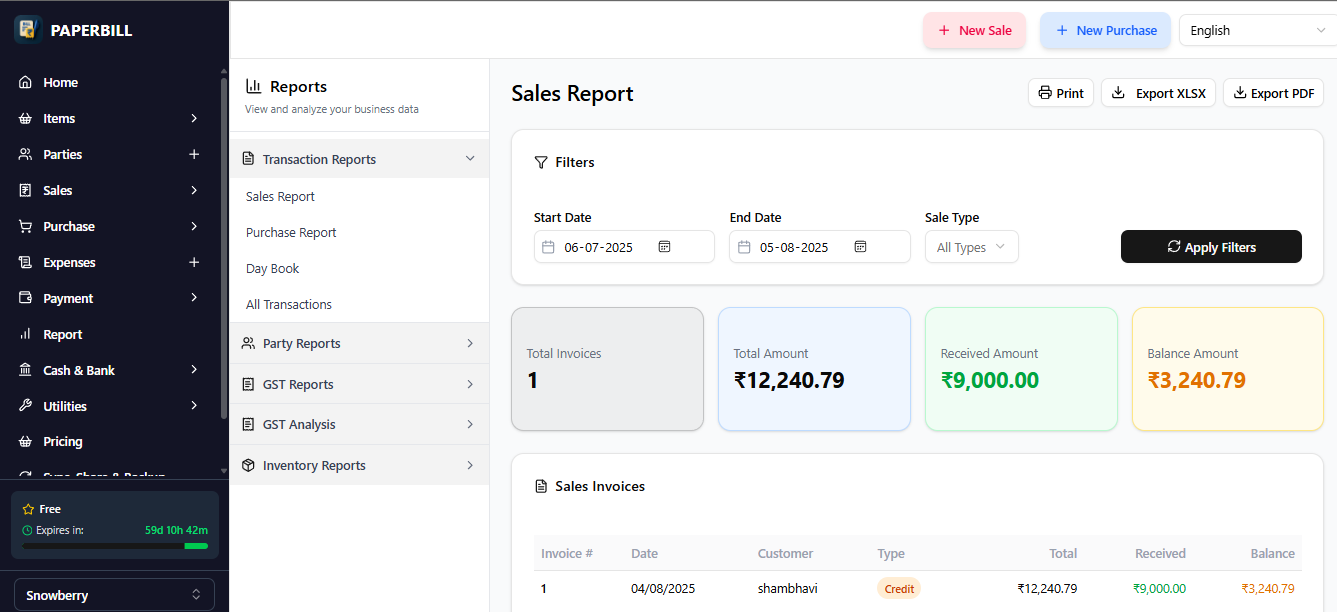 PAPERBILL
Home
Items
Parties
Sales
Purchase
Expenses
Payment
Report
Cash & Bank
Utilities
Pricing
Sync, Share & Backup
Free
Expires in: 59d 10h 42m
Snowberry
New Sale
New Purchase
English
Reports
View and analyze your business data
Transaction Reports
Sales Report
Purchase Report
Day Book
All Transactions
Party Reports
GST Reports
GST Analysis
Inventory Reports
Sales Report
Print
Export XLSX
Export PDF
Filters
Start Date End Date Sale Type
06-07-2025 05-08-2025 All Types Apply Filters
Total Invoices Total Amount Received Amount Balance Amount
1 ₹12,240.79 ₹9,000.00 ₹3,240.79
Sales Invoices
Invoice # Date Customer Type Total Received Balance
1 04/08/2025 shambhavi Credit ₹12,240.79 ₹9,000.00 ₹3,240.79